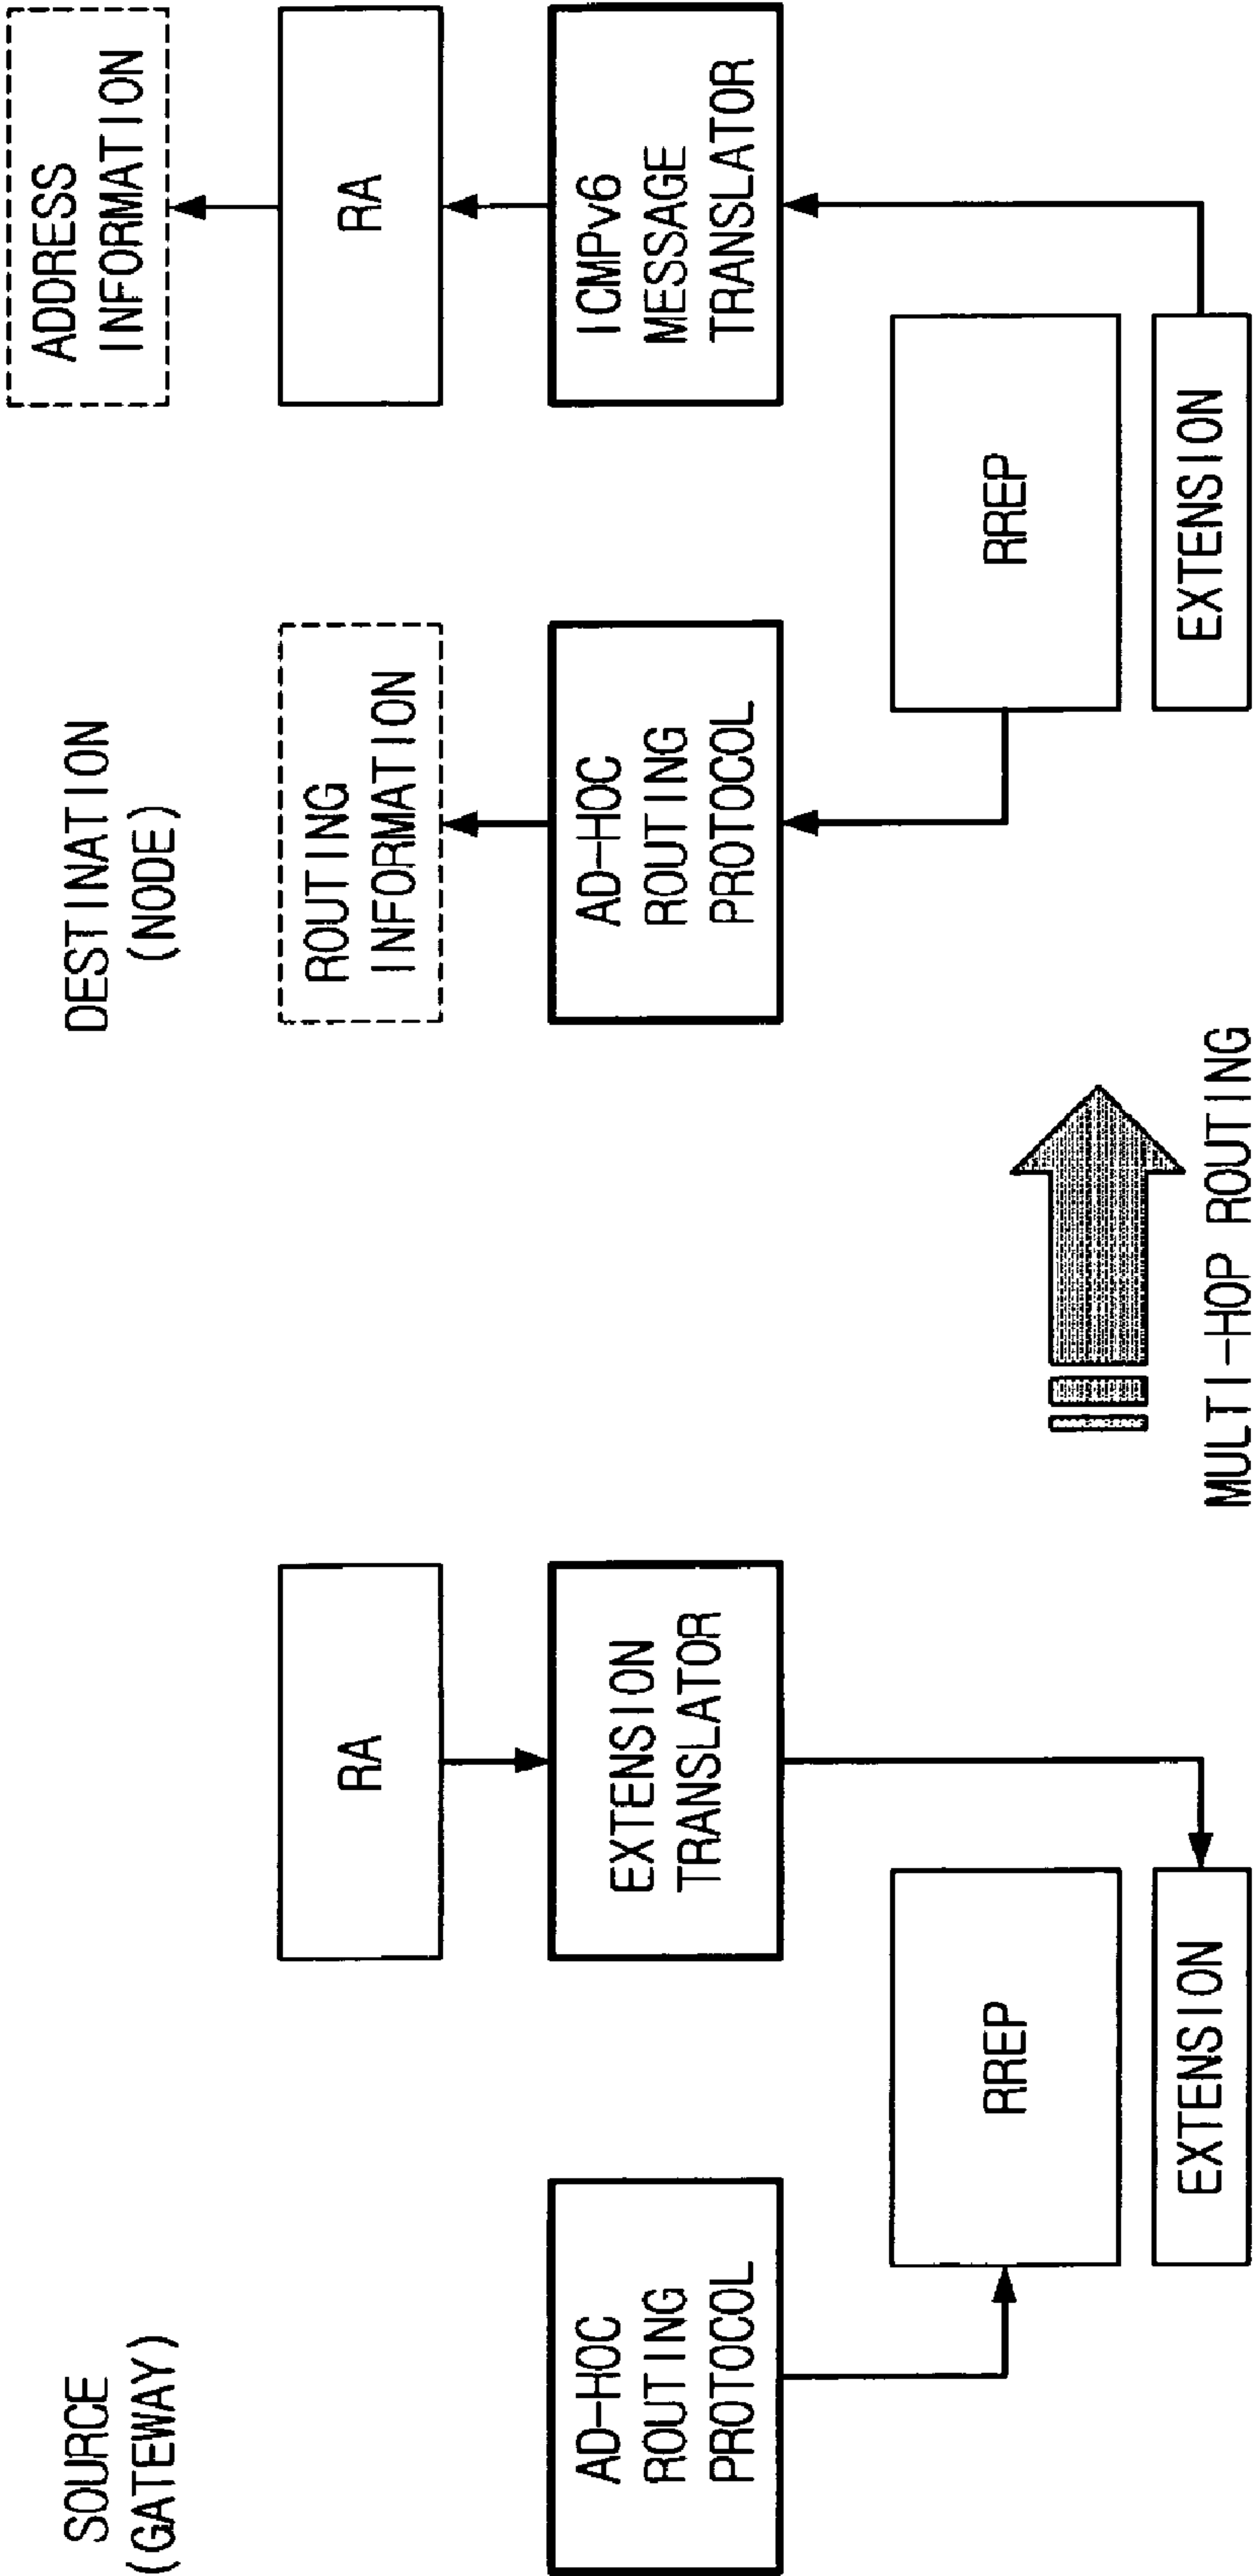 SOURCE
(GATEWAY)
DESTINATION
(NODE)
ADDRESS
INFORMATION
RA
ROUTING
INFORMATION
RA
AD-HOC
ROUTING
PROTOCOL
EXTENSION
TRANSLATOR
AD-HOC
ROUTING
PROTOCOL
ICMPv6
MESSAGE
TRANSLATOR
RREP
EXTENSION
MULTI-HOP ROUTING
RREP
EXTENSION